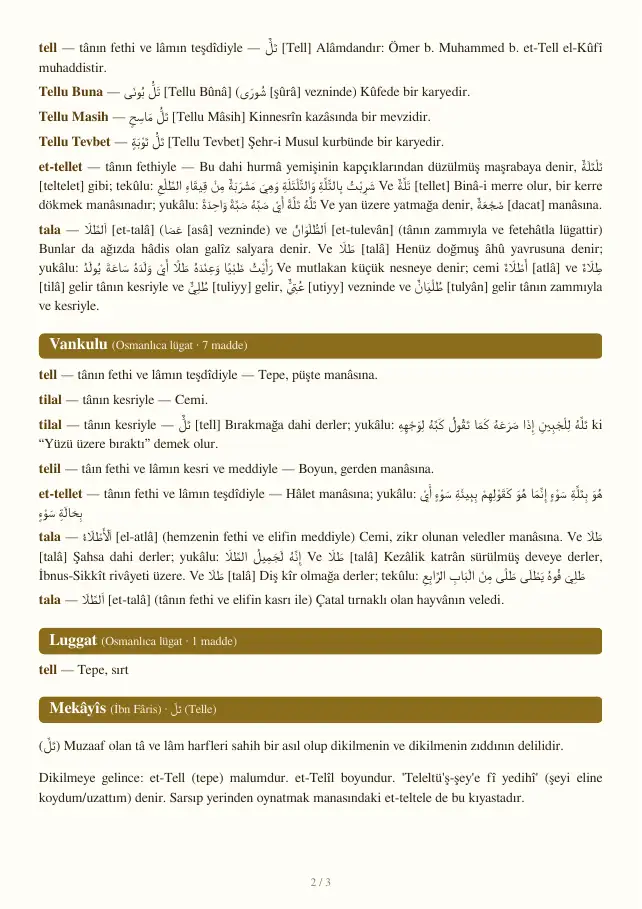 tell — tânın fethi ve lâmın teşdîdiyle — تَلٌّ [Tell] Alâmdandır: Ömer b. Muhammed b. et-Tell el-Kûfî
muhaddistir.
Tellu Buna — تَلُّ بُونَى [Tellu Bûnâ] (شُورَى [şûrâ] vezninde) Kûfede bir karyedir.
Tellu Masih — تَلُّ مَاسِحٍ [Tellu Mâsih] Kinnesrîn kazâsında bir mevzidir.
Tellu Tevbet — تَلُّ تَوْبَةٍ [Tellu Tevbet] Şehr-i Musul kurbünde bir karyedir.
et-tellet — tânın fethiyle — Bu dahi hurmâ yemişinin kapçıklarından düzülmüş maşrabaya denir, تَلْتَلَةٌ
[teltelet] gibi; tekûlu: شَرِبْتُ بِالتَّلَّةِ وَالتَّلْتَلَةِ وَهِيَ مَشْرَبَةٌ مِنْ قِيقَاءِ الطَّلْعِ Ve تَلَّةٌ [tellet] Binâ-i merre olur, bir kerre
dökmek manâsınadır; yukâlu: تَلَّهُ تَلَّةً أَيْ صَبَّهُ صَبَّةً وَاحِدَةً Ve yan üzere yatmağa denir, ضَجْعَةٌ [dacat] manâsına.
tala — اَلطَّلَا [et-talâ] (عَصَا [asâ] vezninde) ve اَلطُّلَوَانُ [et-tulevân] (tânın zammıyla ve fetehâtla lügattir)
Bunlar da ağızda hâdis olan galîz salyara denir. Ve طَلَا [talâ] Henüz doğmuş âhû yavrusuna denir;
yukâlu: رَأَيْتُ ظَبْيًا وَعِنْدَهُ طَلًا أَيْ وَلَدُهُ سَاعَةَ يُولَدُ Ve mutlakan küçük nesneye denir; cemi أَطْلَاءٌ [atlâ] ve طِلَاءٌ
[tilâ] gelir tânın kesriyle ve طُلِيٌّ [tuliyy] gelir, عُتِيٌّ [utiyy] vezninde ve طُلْيَانٌ [tulyân] gelir tânın zammıyla
ve kesriyle.
Vankulu (Osmanlıca lügat · 7 madde)
tell — tânın fethi ve lâmın teşdîdiyle — Tepe, püşte manâsına.
tilal — tânın kesriyle — Cemi.
tilal — tânın kesriyle — تَلٌّ [tell] Bırakmağa dahi derler; yukâlu: تَلَّهُ لِلْجَبِينِ إِذَا صَرَعَهُ كَمَا تَقُولُ كَبَّهُ لِوَجْهِهِ ki
“Yüzü üzere bıraktı” demek olur.
telil — tâın fethi ve lâmın kesri ve meddiyle — Boyun, gerden manâsına.
et-tellet — tânın fethi ve lâmın teşdîdiyle — Hâlet manâsına; yukâlu: هُوَ بِتَلَّةِ سَوْءٍ إِنَّمَا هُوَ كَقَوْلِهِمْ بِبِيئَةِ سَوْءٍ أَيْ
بِحَالَةِ سَوْءٍ
tala — اَلْأَطْلَاءُ [el-atlâ] (hemzenin fethi ve elifin meddiyle) Cemi, zikr olunan veledler manâsına. Ve طَلَا
[talâ] Şahsa dahi derler; yukâlu: إِنَّهُ لَجَمِيلُ الطَّلَا Ve طَلَا [talâ] Kezâlik katrân sürülmüş deveye derler,
İbnus-Sikkît rivâyeti üzere. Ve طَلَا [talâ] Diş kîr olmağa derler; tekûlu: طَلِيَ فُوهُ يَطْلَى طَلًى مِنَ الْبَابِ الرَّابِعِ
tala — اَلطَّلَا [et-talâ] (tânın fethi ve elifin kasrı ile) Çatal tırnaklı olan hayvânın veledi.
Luggat (Osmanlıca lügat · 1 madde)
tell — Tepe, sırt
Mekâyîs (İbn Fâris) · تلّ (Telle)
(تَلَّ) Muzaaf olan tâ ve lâm harfleri sahih bir asıl olup dikilmenin ve dikilmenin zıddının delilidir.
Dikilmeye gelince: et-Tell (tepe) malumdur. et-Telîl boyundur. 'Teleltü'ş-şey'e fî yedihî' (şeyi eline
koydum/uzattım) denir. Sarsıp yerinden oynatmak manasındaki et-teltele de bu kıyastadır.
2 / 3